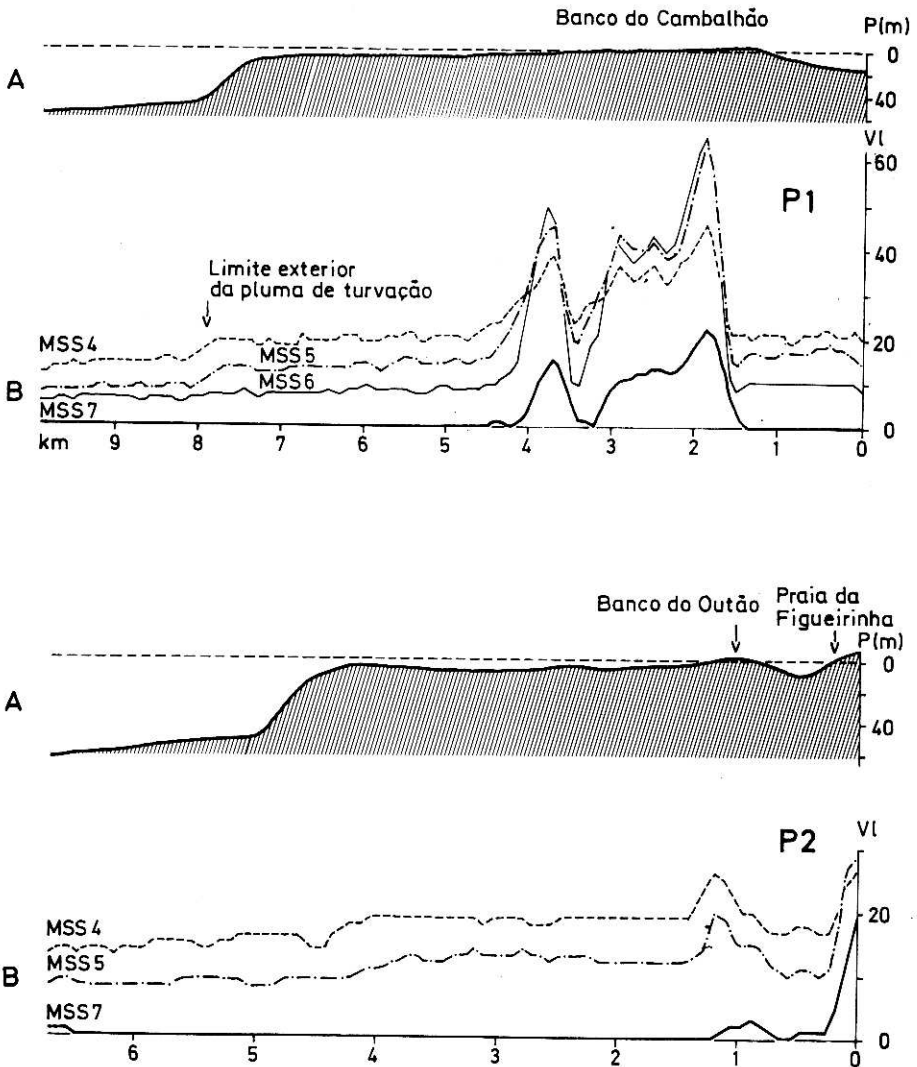 Banco do Cambalhão
P(m)
0
40
A
Vl
60
P1
40
Limite exterior
da pluma de turvação
MSS4
MSS5
20
MSS6
B
MSS7
0
km 9 8 7 6 5 4 3 2 1 0
Banco do Outão
Praia da
Figueirinha
P(m)
0
A
40
P2
Vl
MSS4
20
MSS5
B
MSS7
0
6 5 4 3 2 1 0